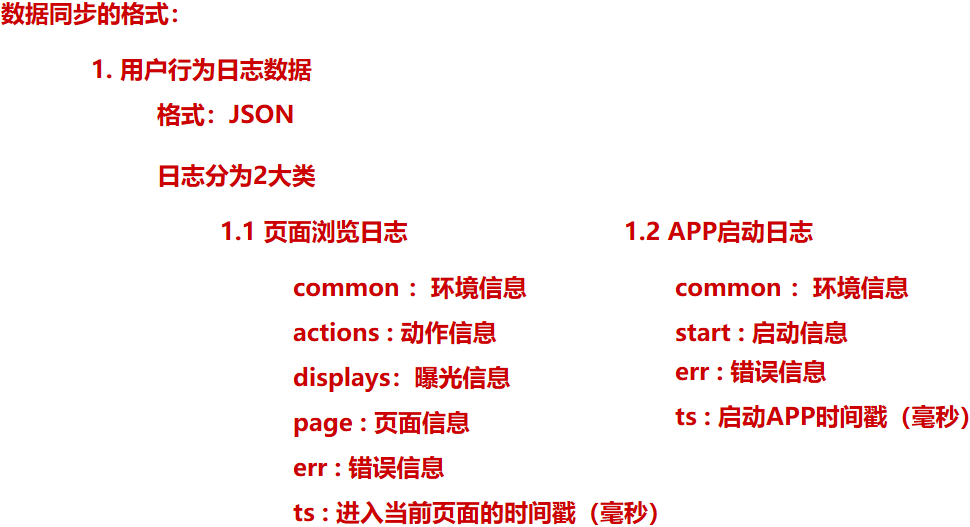 数据同步的格式：
1. 用户行为日志数据
格式：JSON
日志分为2大类
1.1 页面浏览日志
common ：环境信息
actions : 动作信息
displays：曝光信息
page : 页面信息
err : 错误信息
ts : 进入当前页面的时间戳（毫秒）
1.2 APP启动日志
common ：环境信息
start : 启动信息
err : 错误信息
ts : 启动APP时间戳（毫秒）